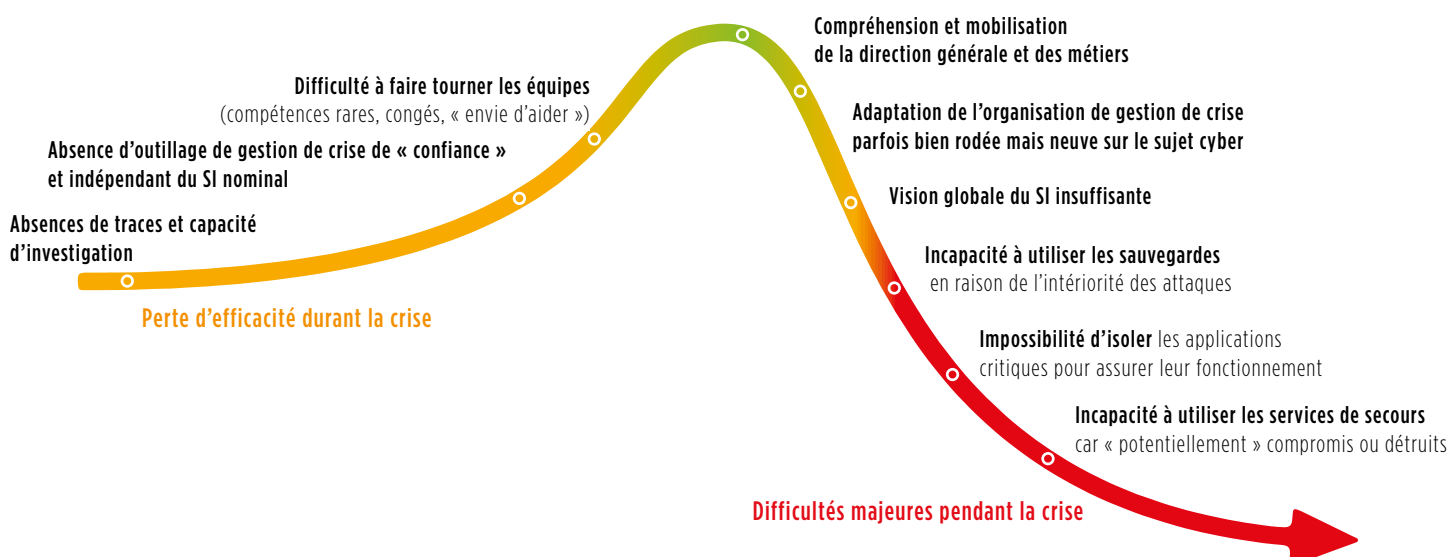 Absences de traces et capacité
d’investigation
Absence d’outillage de gestion de crise de « confiance »
et indépendant du SI nominal
Difficulté à faire tourner les équipes
(compétences rares, congés, « envie d’aider »)
Perte d’efficacité durant la crise
Compréhension et mobilisation
de la direction générale et des métiers
Adaptation de l’organisation de gestion de crise
parfois bien rodée mais neuve sur le sujet cyber
Vision globale du SI insuffisante
Incapacité à utiliser les sauvegardes
en raison de l’intériorité des attaques
Impossibilité d’isoler les applications
critiques pour assurer leur fonctionnement
Incapacité à utiliser les services de secours
car « potentiellement » compromis ou détruits
Difficultés majeures pendant la crise